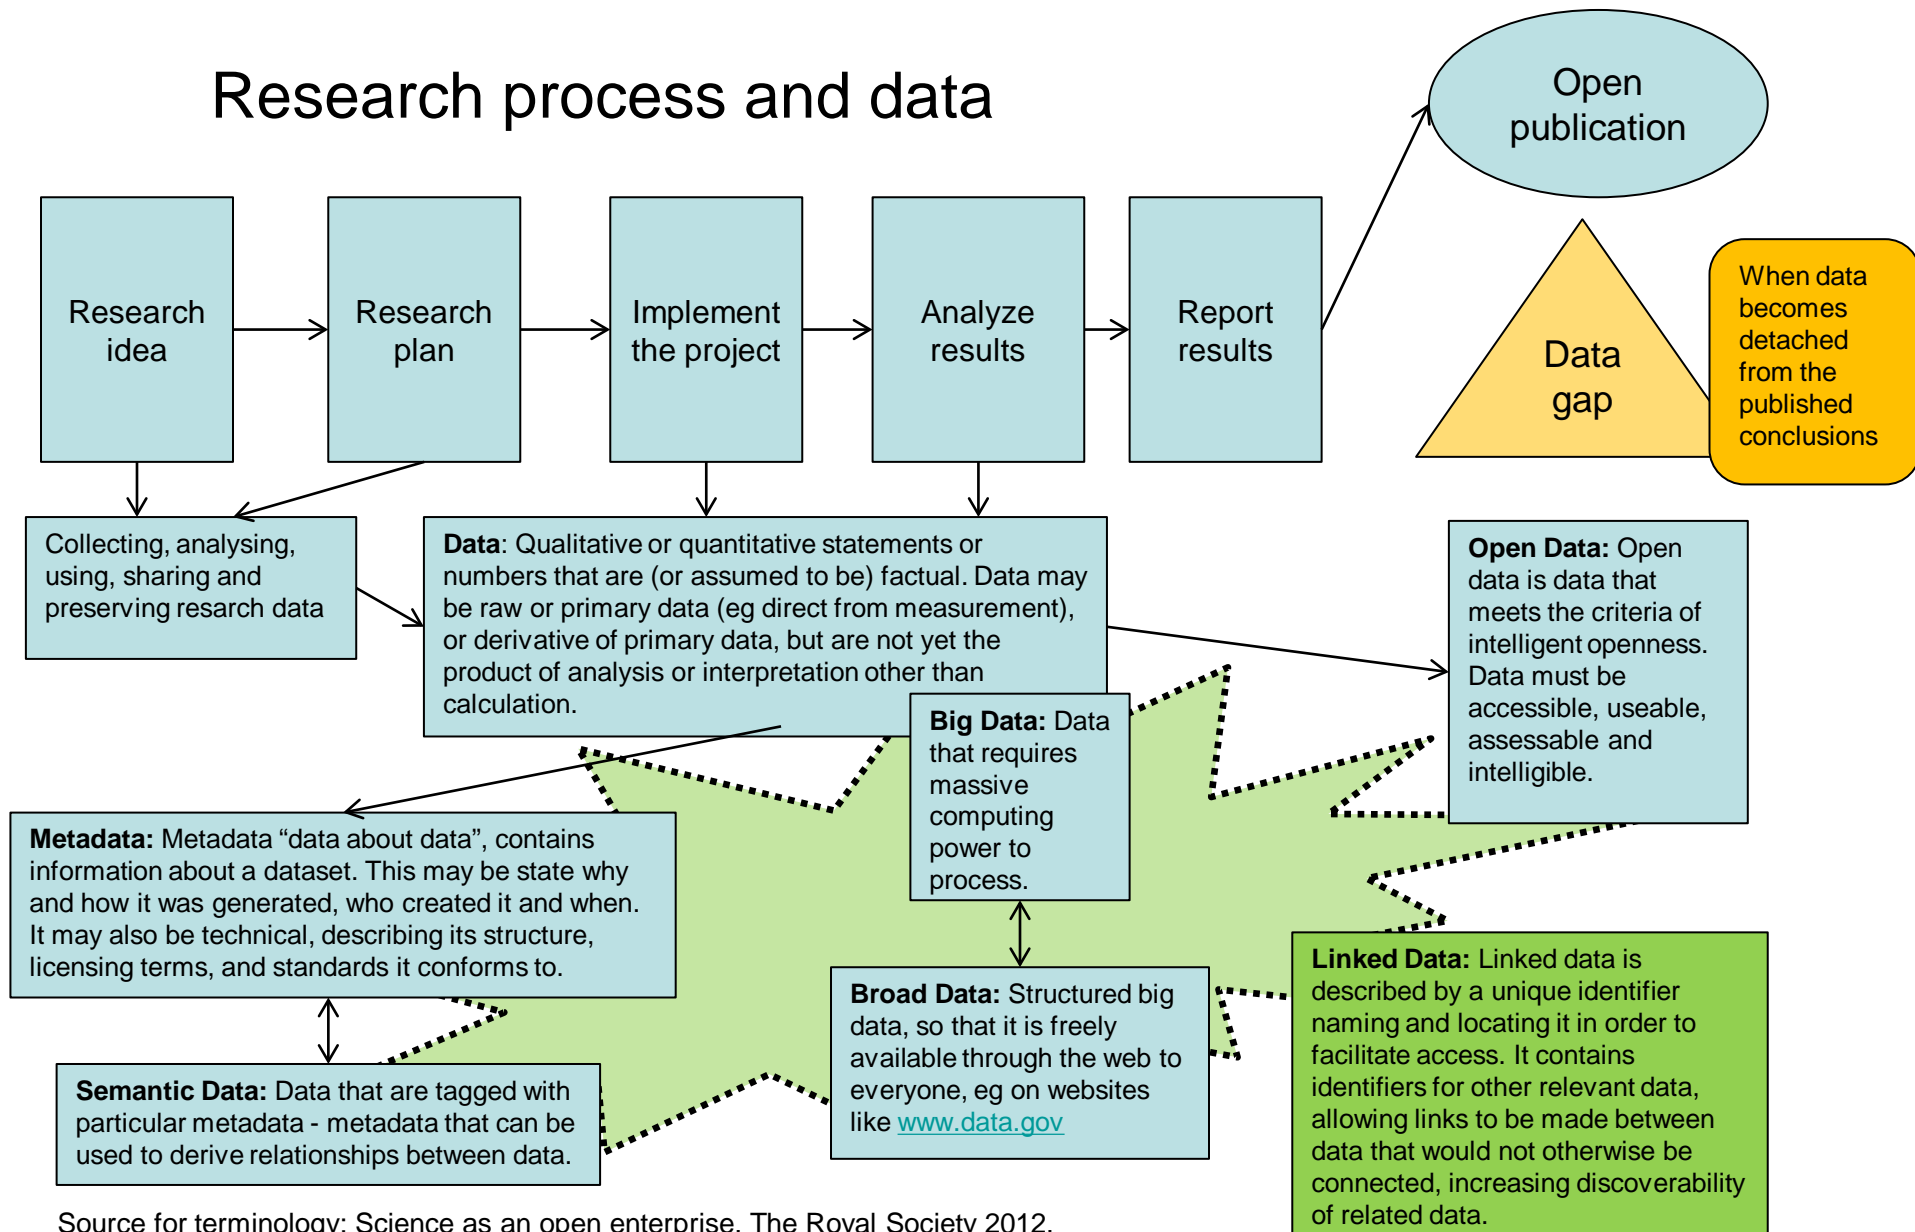 Research process and data
Open
publication
Research
idea
Research
plan
Implement
the project
Analyze
results
Report
results
Data
gap
When data
becomes
detached
from the
published
conclusions
Collecting, analysing,
using, sharing and
preserving resarch data
Data: Qualitative or quantitative statements or
numbers that are (or assumed to be) factual. Data may
be raw or primary data (eg direct from measurement),
or derivative of primary data, but are not yet the
product of analysis or interpretation other than
calculation.
Open Data: Open
data is data that
meets the criteria of
intelligent openness.
Data must be
accessible, useable,
assessable and
intelligible.
Big Data: Data
that requires
massive
computing
power to
process.
Metadata: Metadata “data about data”, contains
information about a dataset. This may be state why
and how it was generated, who created it and when.
It may also be technical, describing its structure,
licensing terms, and standards it conforms to.
Broad Data: Structured big
data, so that it is freely
available through the web to
everyone, eg on websites
like www.data.gov
Linked Data: Linked data is
described by a unique identifier
naming and locating it in order to
facilitate access. It contains
identifiers for other relevant data,
allowing links to be made between
data that would not otherwise be
connected, increasing discoverability
of related data.
Semantic Data: Data that are tagged with
particular metadata - metadata that can be
used to derive relationships between data.
Source for terminology: Science as an open enterprise. The Royal Society 2012.